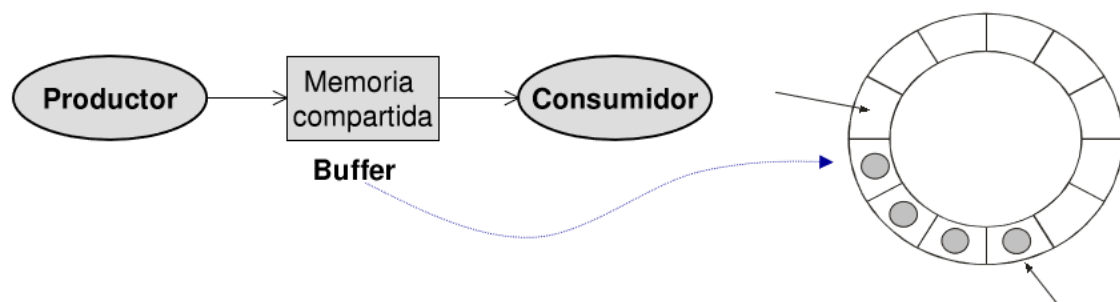 Productor
Memoria
compartida
Consumidor
Buffer